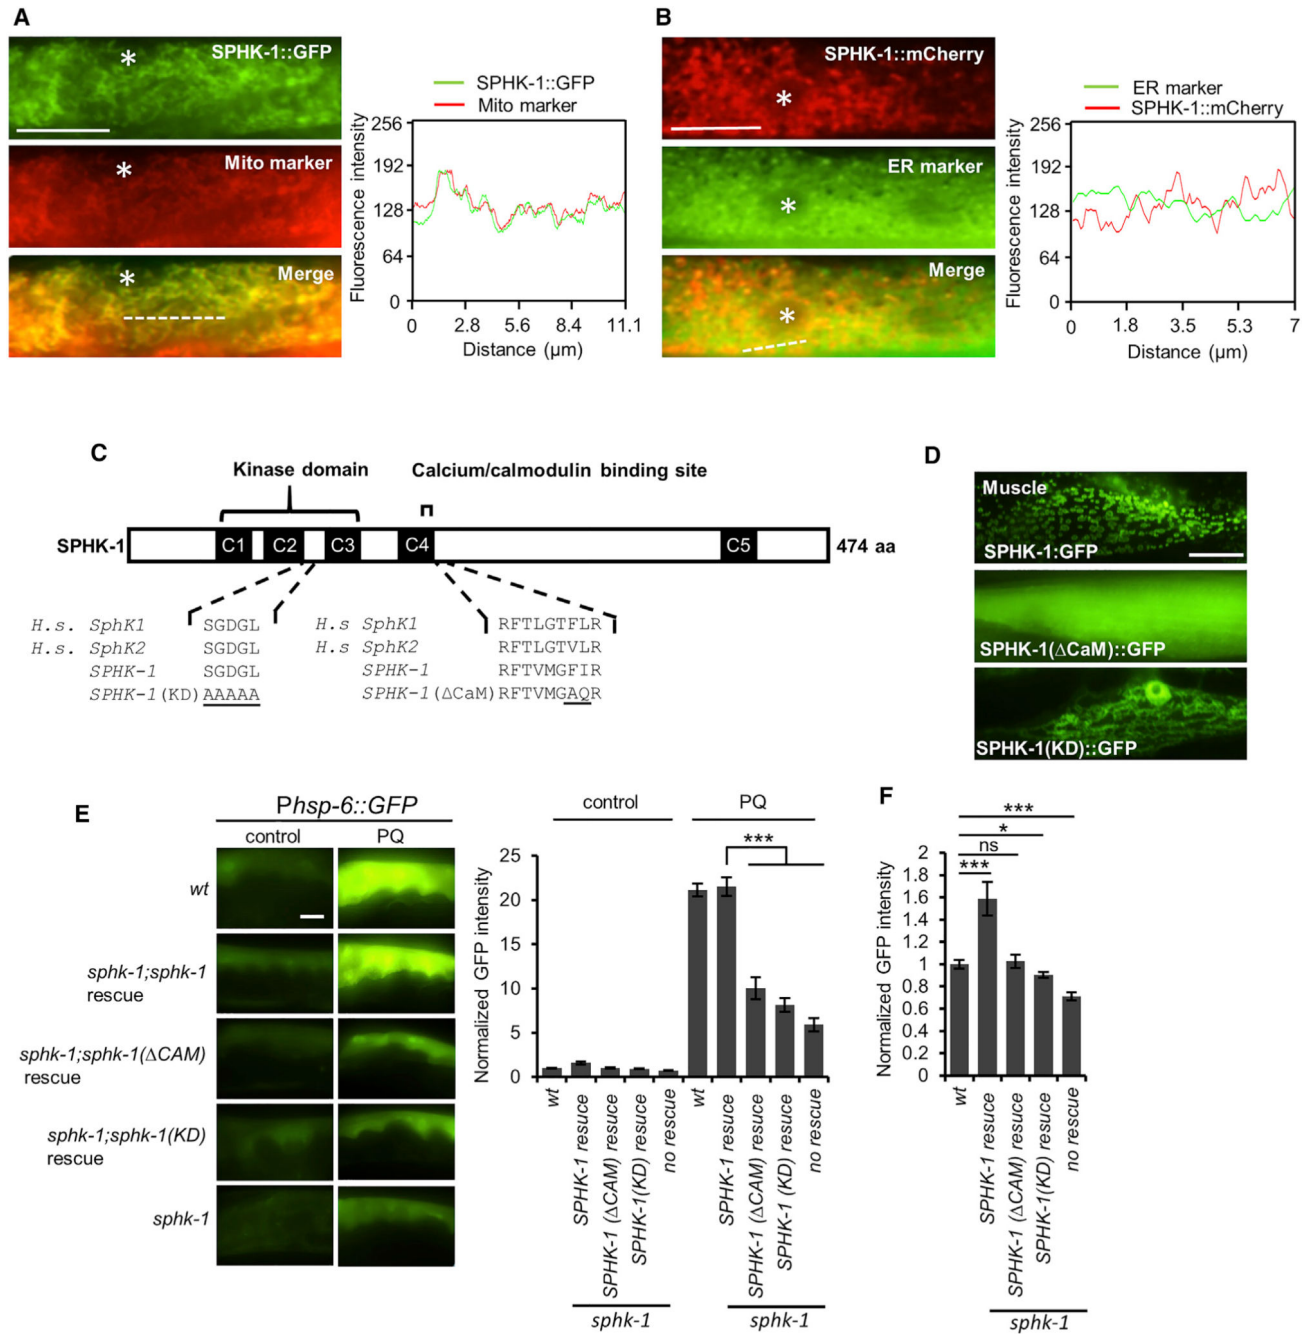 A
SPHK-1::GFP
Mito marker
Merge
SPHK-1::GFP
Mito marker
Fluorescence intensity
256
192
128
64
0
0 2.8 5.6 8.4 11.1
Distance (µm)
B
SPHK-1::mCherry
ER marker
Merge
ER marker
SPHK-1::mCherry
Fluorescence intensity
256
192
128
64
0
0 1.8 3.5 5.3 7
Distance (µm)
C
Kinase domain
Calcium/calmodulin binding site
SPHK-1 C1 C2 C3 C4 C5 474 aa
H.s. SphK1 SGDGL
H.s. SphK2 SGDGL
SPHK-1 SGDGL
SPHK-1(KD) AAAAA
H.s SphK1 RFTLGTFLR
H.s SphK2 RFTLGTVLR
SPHK-1 RFTVMGFIR
SPHK-1(ΔCaM) RFTVMGAQR
D
Muscle
SPHK-1:GFP
SPHK-1(ΔCaM)::GFP
SPHK-1(KD)::GFP
E
Phsp-6::GFP
control PQ
wt
sphk-1;sphk-1
rescue
sphk-1;sphk-1(ΔCAM)
rescue
sphk-1;sphk-1(KD)
rescue
sphk-1
control PQ
***
Normalized GFP intensity
25
20
15
10
5
0
wt
SPHK-1 resuce
SPHK-1 (ΔCAM) resuce
SPHK-1(KD) resuce
no rescue
wt
SPHK-1 resuce
SPHK-1 (ΔCAM) resuce
SPHK-1 (KD) resuce
no rescue
sphk-1 sphk-1
F
***
*
ns
***
Normalized GFP intensity
2
1.8
1.6
1.4
1.2
1
0.8
0.6
0.4
0.2
0
wt
SPHK-1 resuce
SPHK-1 (ΔCAM) resuce
SPHK-1(KD) resuce
no rescue
sphk-1